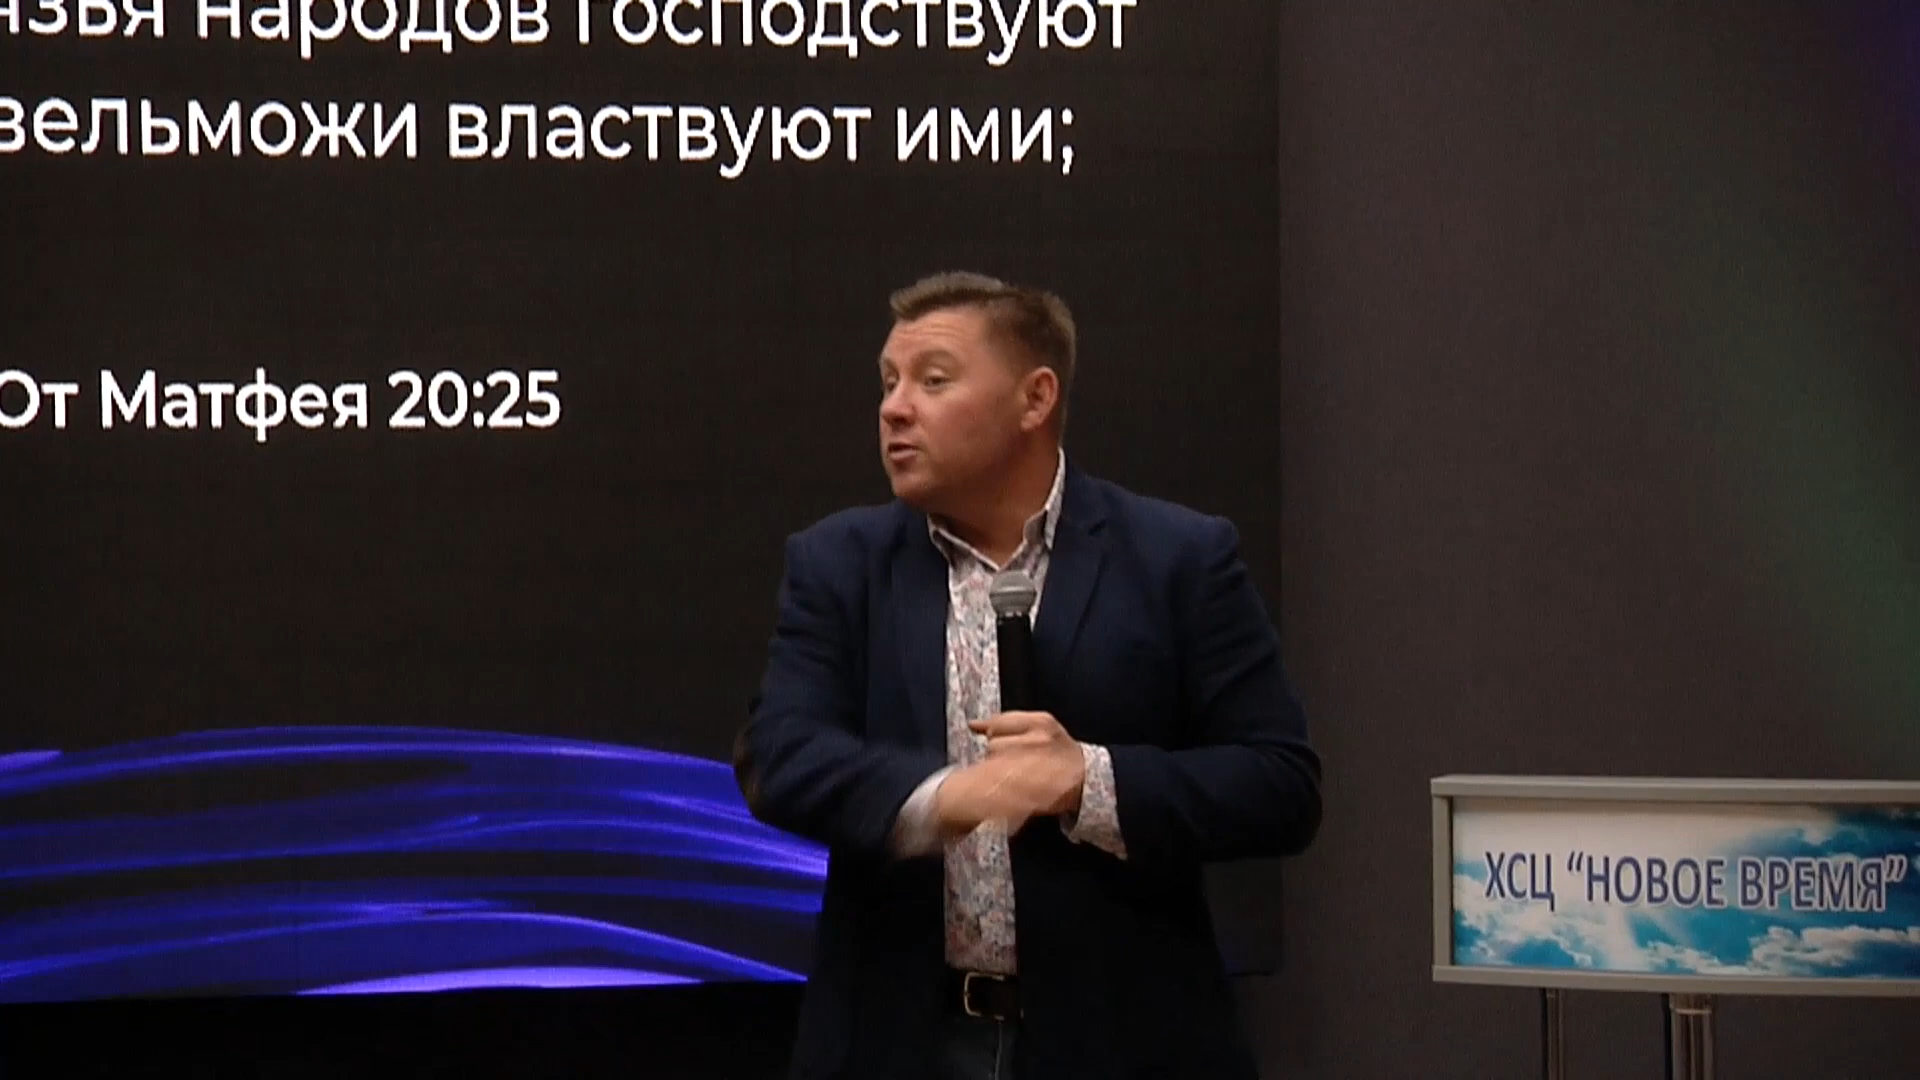 народов господствуют
вельможи властвуют ими;
От Матфея 20:25
ХСЦ “НОВОЕ ВРЕМЯ”